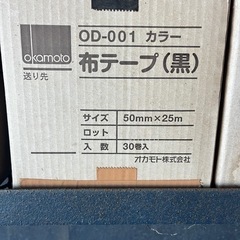 OD-001 カラー
okamoto
布テープ(黒)
送り先
サイズ 50mm×25m
ロット
入数 30巻入
オカモト株式会社